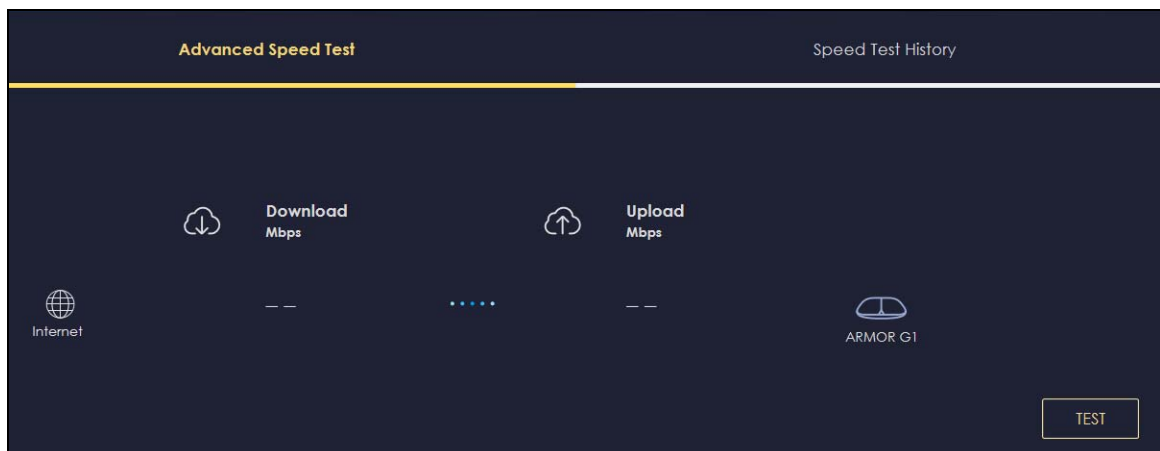 Advanced Speed Test
Speed Test History
Download
Mbps
Upload
Mbps
Internet
— —
— —
ARMOR G1
TEST